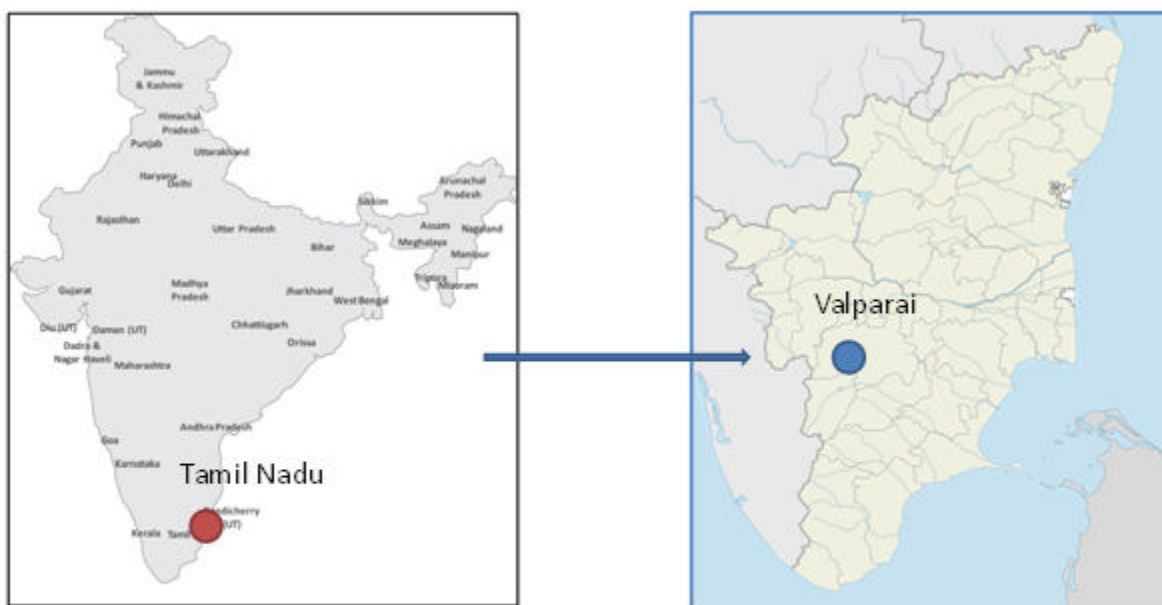 Jammu
& Kashmir
Himachal
Pradesh
Punjab
Uttarakhand
Haryana
Delhi
Arunachal
Pradesh
Sikkim
Rajasthan
Uttar Pradesh
Assam
Nagaland
Meghalaya
Bihar
Manipur
Tripura
Mizoram
Gujarat
Madhya
Pradesh
Jharkhand
West Bengal
Diu (UT)
Daman (UT)
Chhattisgarh
Dadra &
Nagar Haveli
Orissa
Maharashtra
Andhra Pradesh
Goa
Karnataka
Tamil Nadu
(UT)
Kerala
Tamil
Valparai